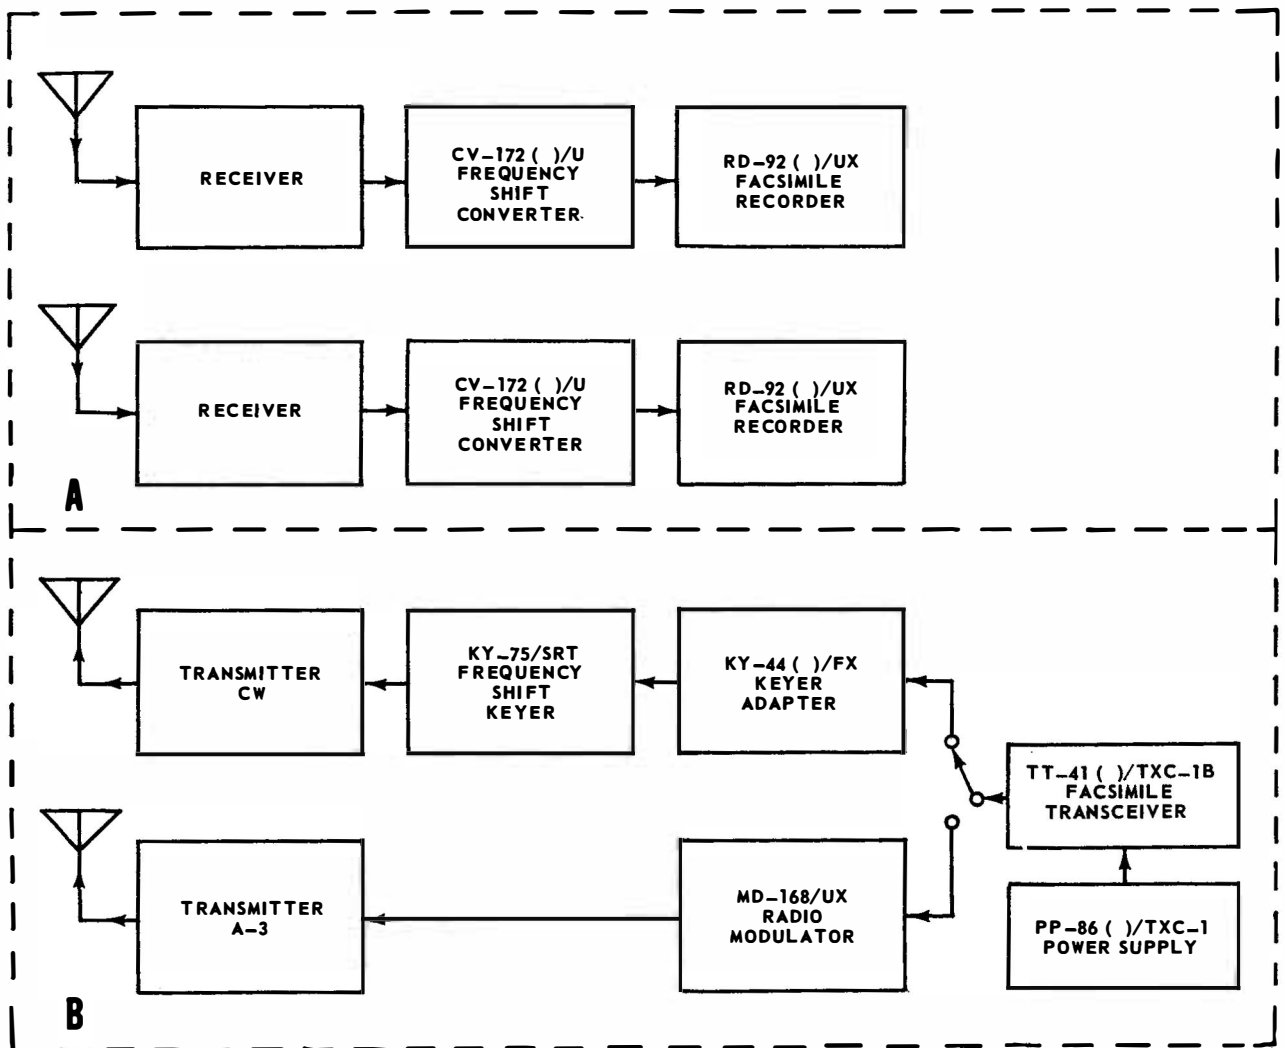 RECEIVER
CV-172 ( )/U
FREQUENCY
SHIFT
CONVERTER
RD-92 ( )/UX
FACSIMILE
RECORDER
RECEIVER
CV-172 ( )/U
FREQUENCY
SHIFT
CONVERTER
RD-92 ( )/UX
FACSIMILE
RECORDER
A
TRANSMITTER
CW
KY-75/SRT
FREQUENCY
SHIFT
KEYER
KY-44 ( )/FX
KEYER
ADAPTER
TT-41 ( )/TXC-1B
FACSIMILE
TRANSCEIVER
TRANSMITTER
A-3
MD-168/UX
RADIO
MODULATOR
PP-86 ( )/TXC-1
POWER SUPPLY
B